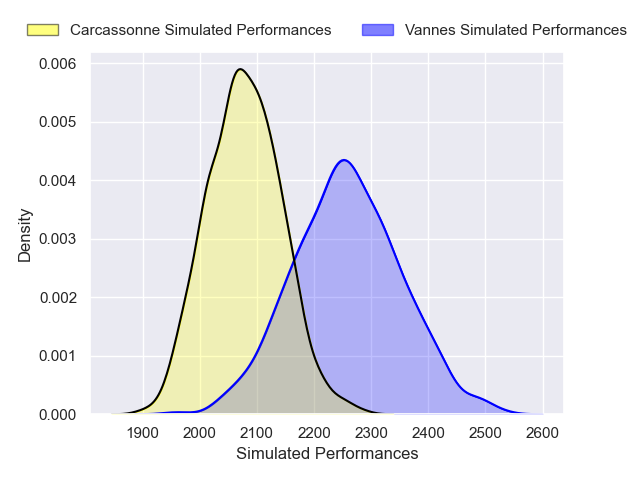 Carcassonne Simulated Performances Vannes Simulated Performances
0.006
0.005
0.004
0.003
0.002
0.001
0.000
Density
1900 2000 2100 2200 2300 2400 2500 2600
Simulated Performances